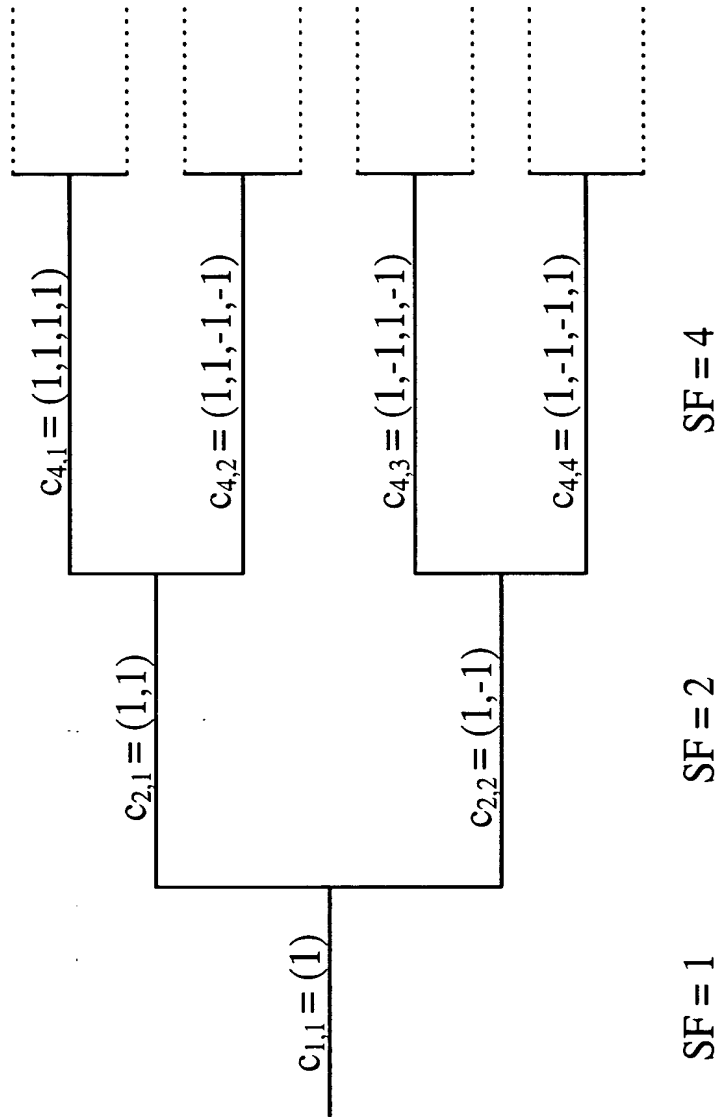 c1,1 = (1)
c2,1 = (1,1)
c2,2 = (1,-1)
c4,1 = (1,1,1,1)
c4,2 = (1,1,-1,-1)
c4,3 = (1,-1,1,-1)
c4,4 = (1,-1,-1,1)
SF = 1
SF = 2
SF = 4